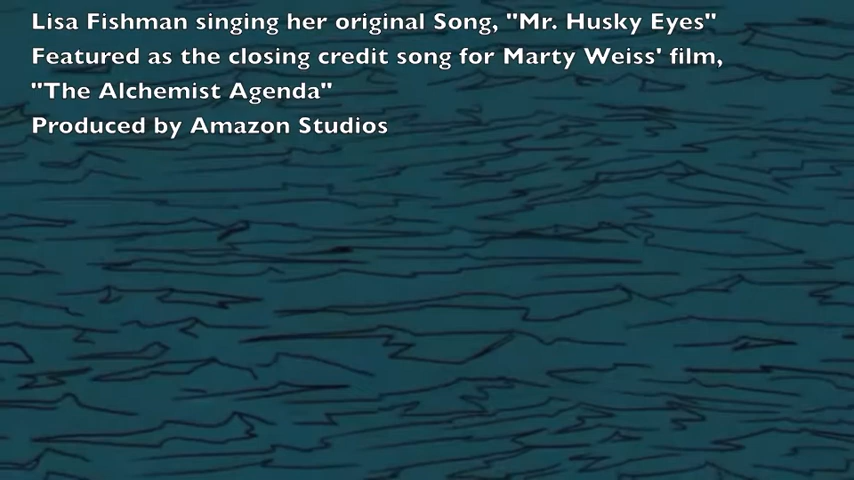 Lisa Fishman singing her original Song, "Mr. Husky Eyes"
Featured as the closing credit song for Marty Weiss' film,
"The Alchemist Agenda"
Produced by Amazon Studios